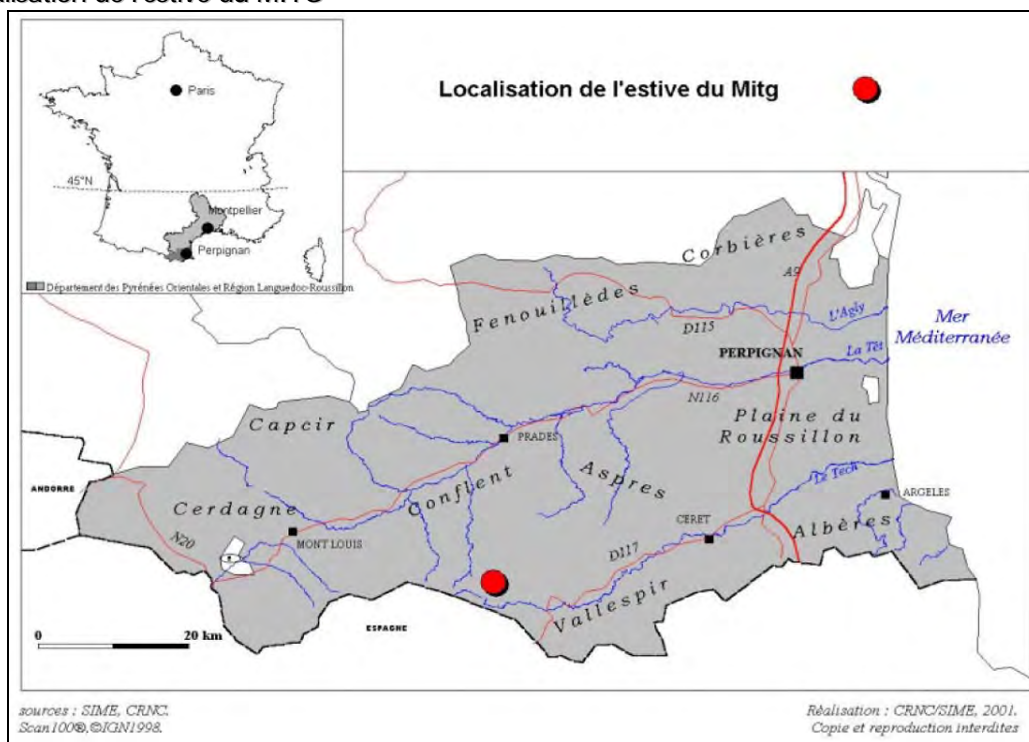 Localisation de l'estive du Mitg
Paris
45°N
Montpellier
Perpignan
Département des Pyrénées Orientales et Région Languedoc-Roussillon
Corbières
A9
Fenouillèdes
L'Agly
D115
Mer
Méditerranée
PERPIGNAN
La Têt
N116
Capcir
Plaine du
Roussillon
PRADES
Conflent
Aspres
Le Tech
ANDORRE
ARGELES
Cerdagne
CERET
Albères
N20
MONT LOUIS
D117
Vallespir
ESPAGNE
0
20 km
sources : SIME, CRNC.
Scan100®,©IGN1998.
Réalisation : CRNC/SIME, 2001.
Copie et reproduction interdites